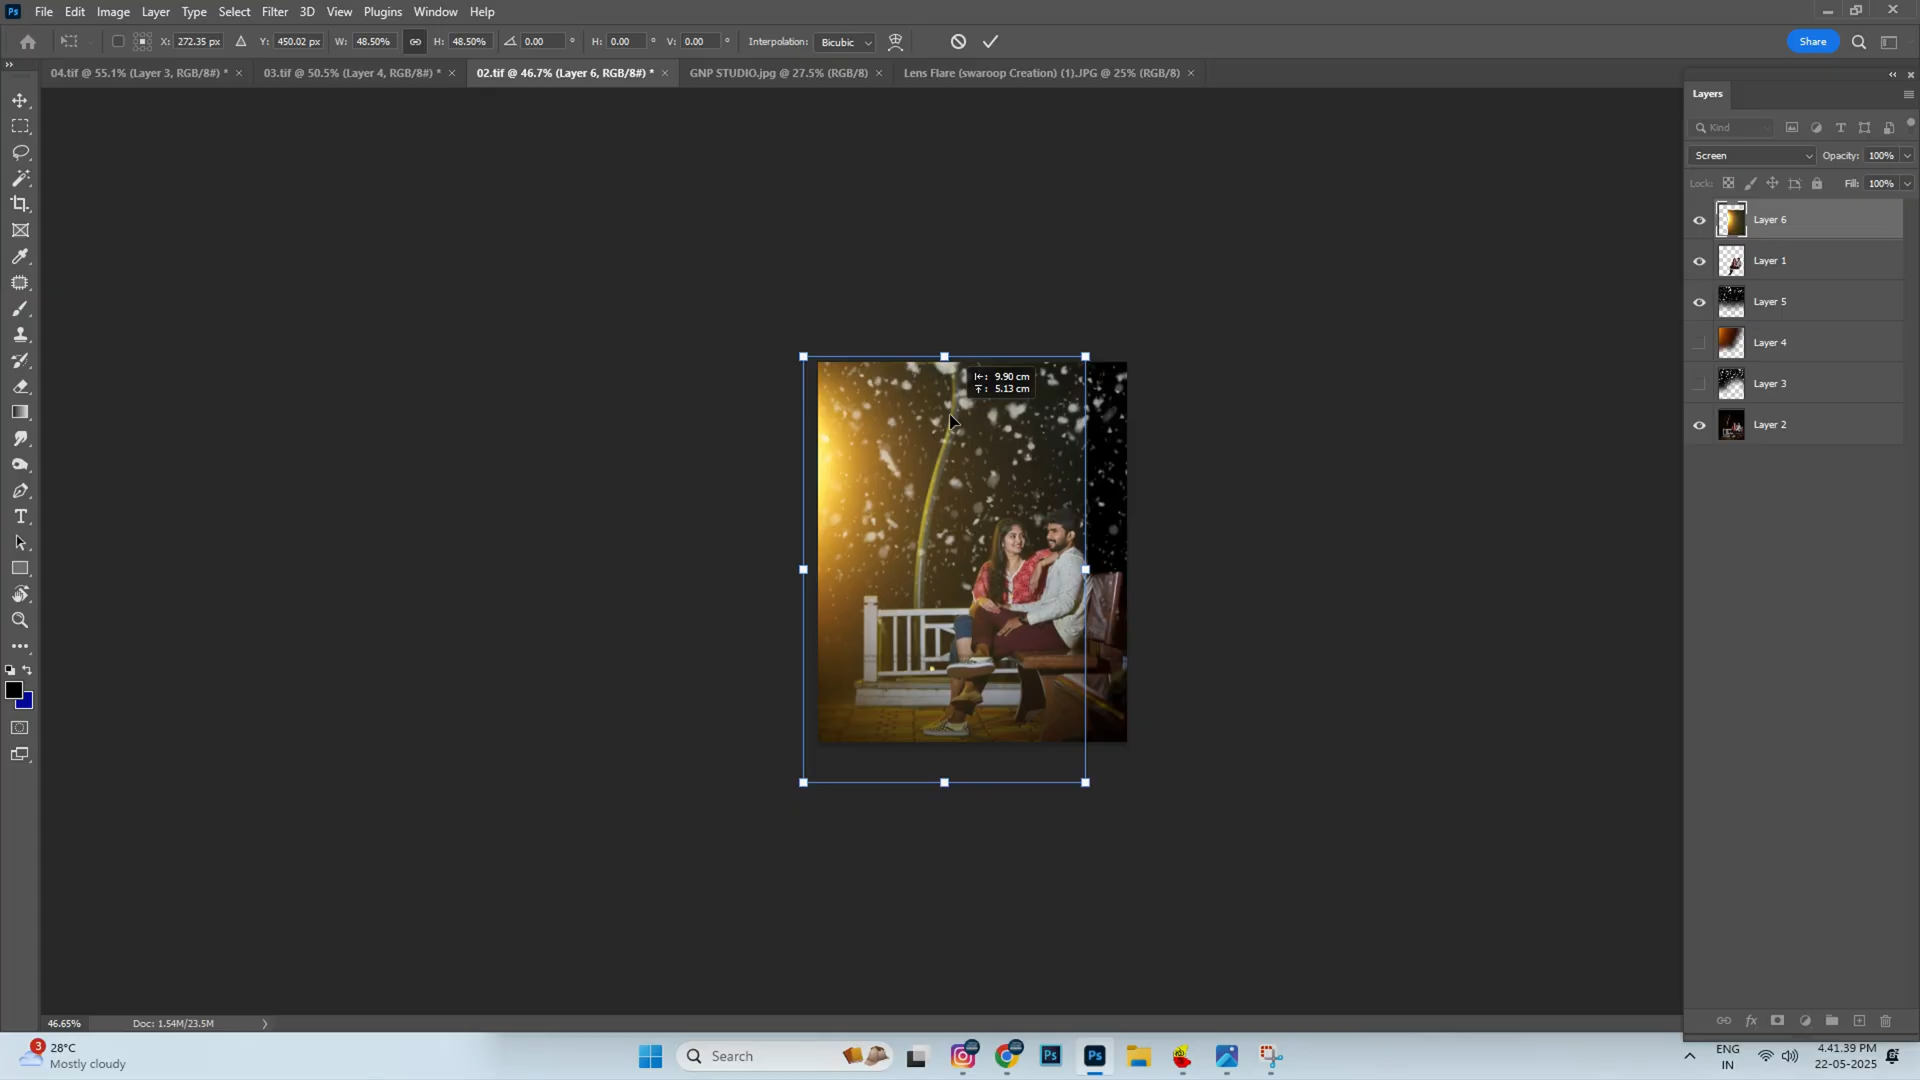 Ps File Edit Image Layer Type Select Filter 3D View Plugins Window Help
X: 272.35 px Y: 450.02 px W: 48.50% H: 48.50% 0.00 ° H: 0.00 ° V: 0.00 ° Interpolation: Bicubic Share
04.tif @ 55.1% (Layer 3, RGB/8#) * × 03.tif @ 50.5% (Layer 4, RGB/8#) * × 02.tif @ 46.7% (Layer 6, RGB/8#) * × GNP STUDIO.jpg @ 27.5% (RGB/8) × Lens Flare (swaroop Creation) (1).JPG @ 25% (RGB/8) ×
Layers
Kind
Screen Opacity: 100%
Lock: Fill: 100%
Layer 6
Layer 1
Layer 5
Layer 4
Layer 3
Layer 2
9.90 cm
5.13 cm
46.65% Doc: 1.54M/23.5M
3 28°C
Mostly cloudy
Search
Ps
Ps
ENG
IN
4.41.39 PM
22-05-2025